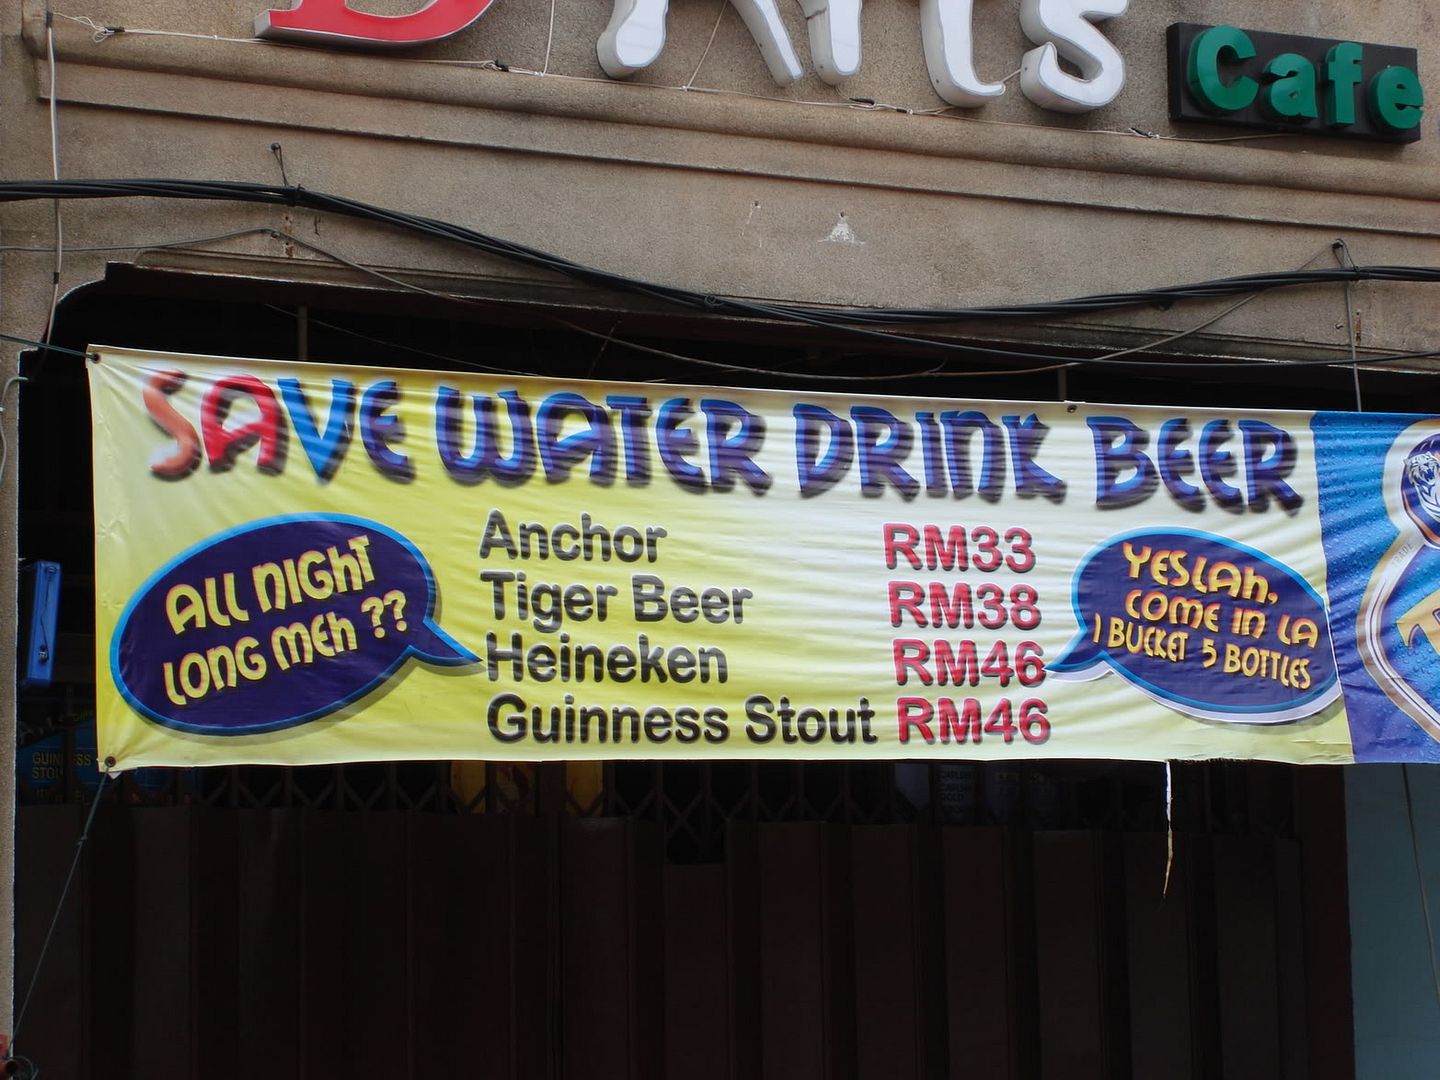 Arts Cafe
SAVE WATER DRINK BEER
ALL NIGHT
LONG MEH ??
Anchor RM33
Tiger Beer RM38
Heineken RM46
Guinness Stout RM46
YESLAH,
COME IN LA
1 BUCKET 5 BOTTLES